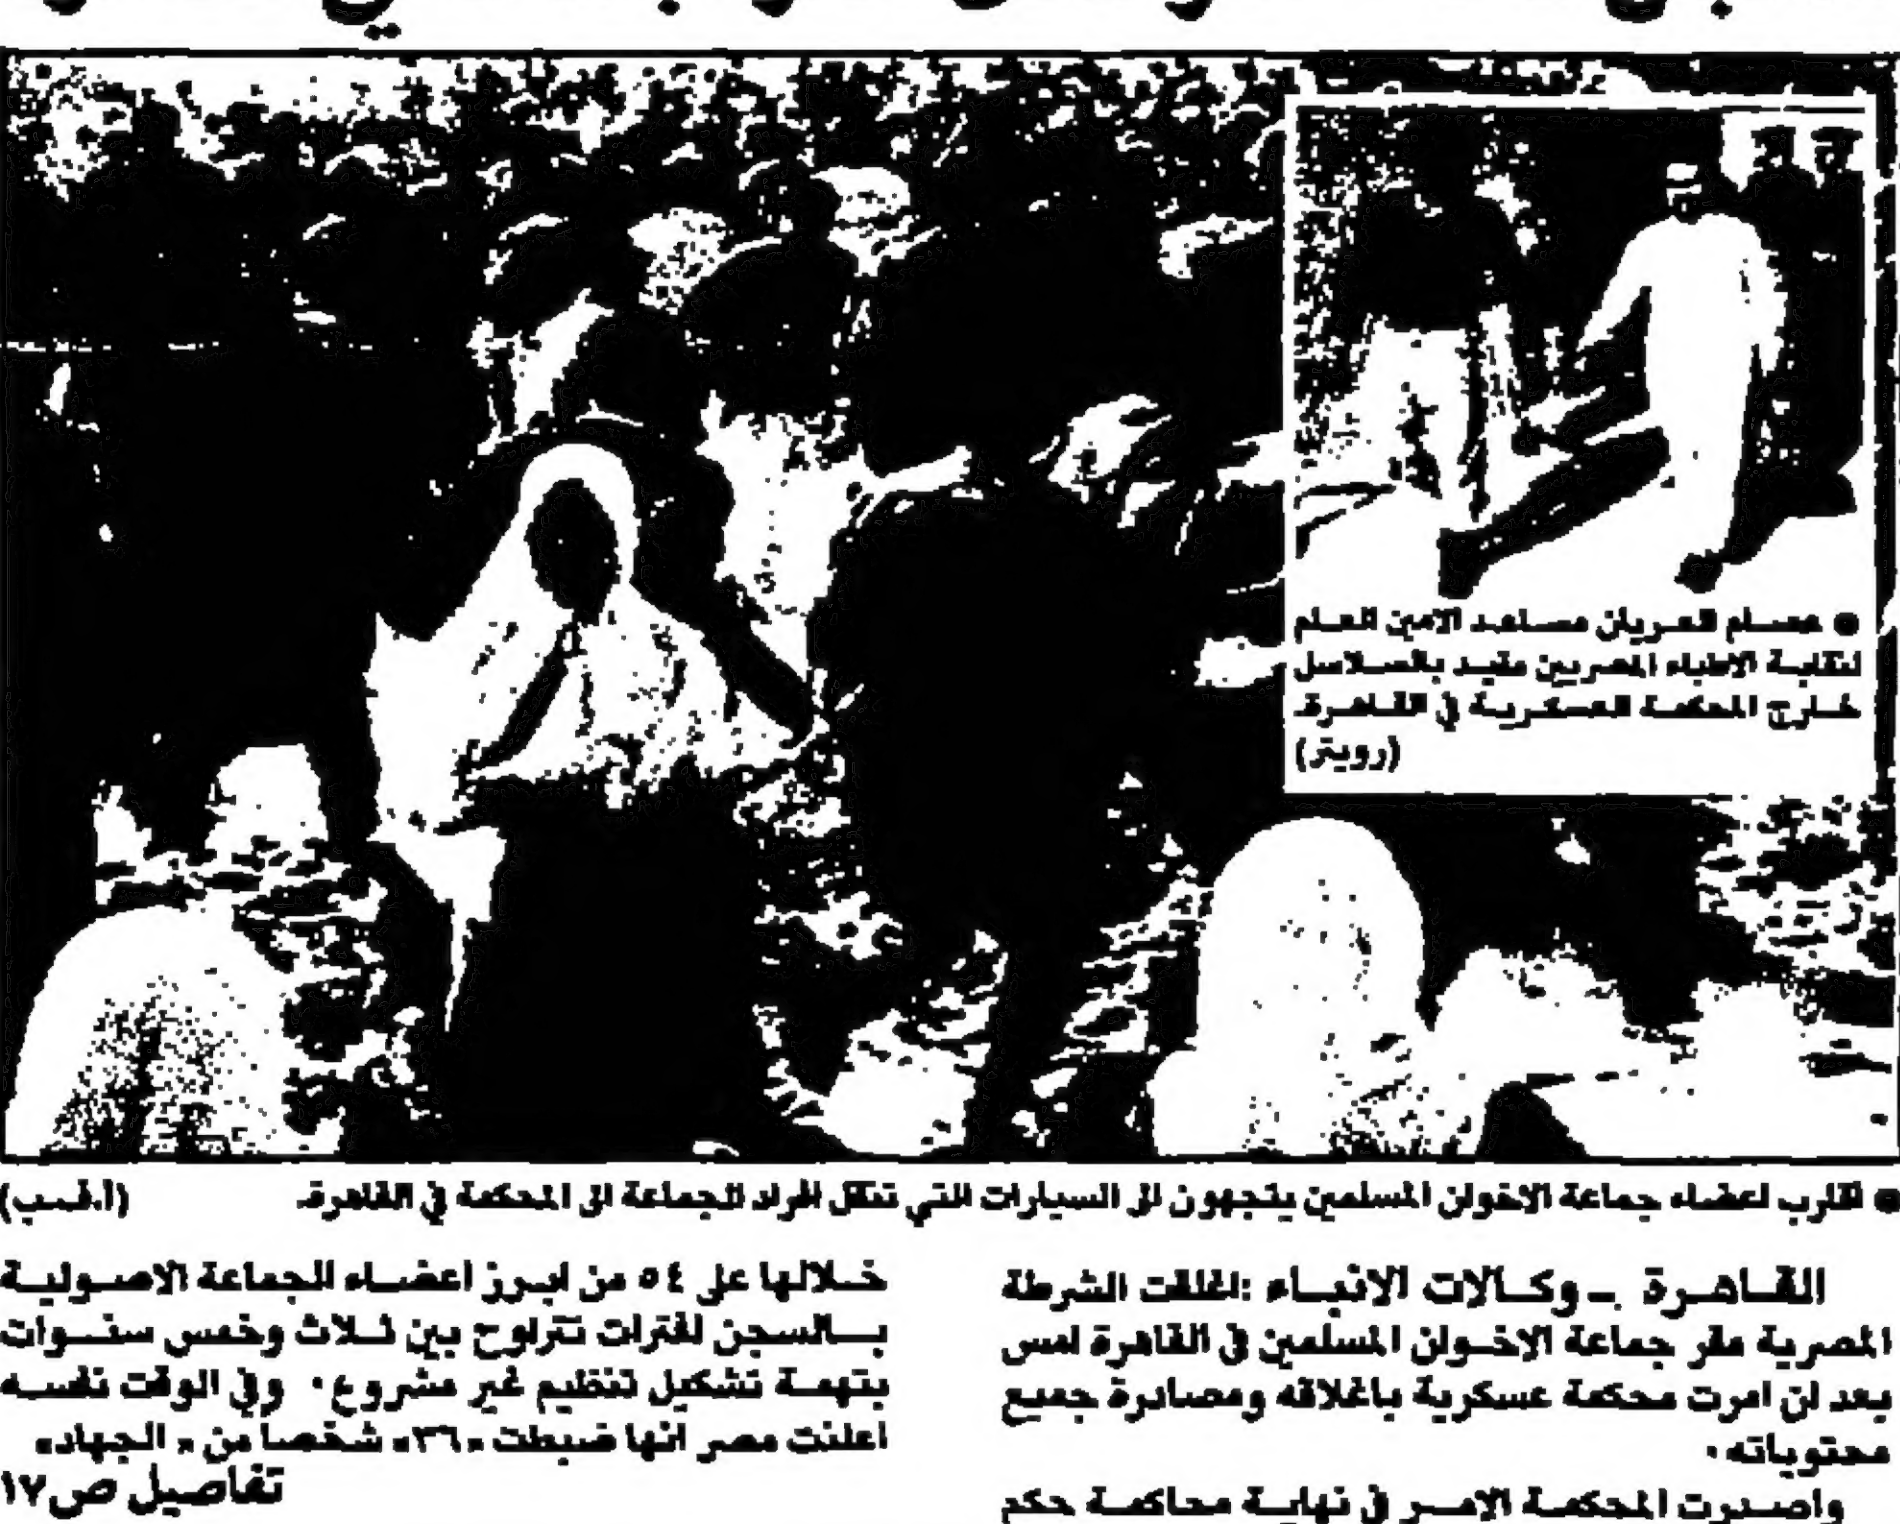 ● عصام العريان مساعد الامين العام
لنقابة الاطباء المصريين مقيد بالسلاسل
خارج المحكمة العسكرية في القاهرة.
(رويتر)
● اقارب اعضاء جماعة الاخوان المسلمين يتجهون الى السيارات التي تنقل افراد الجماعة الى المحكمة في القاهرة. (أ.ف.ب)
القاهرة ــ وكالات الانباء :اغلقت الشرطة
المصرية مقر جماعة الاخوان المسلمين في القاهرة امس
بعد ان امرت محكمة عسكرية باغلاقه ومصادرة جميع
محتوياته .
واصدرت المحكمة الامر في نهاية محاكمة حكم
خلالها على ٥٤ من ابرز اعضاء الجماعة الاصولية
بالسجن لفترات تتراوح بين ثلاث وخمس سنوات
بتهمة تشكيل تنظيم غير مشروع . وفي الوقت نفسه
اعلنت مصر انها ضبطت «٣٦» شخصا من « الجهاد»
تفاصيل ص١٧